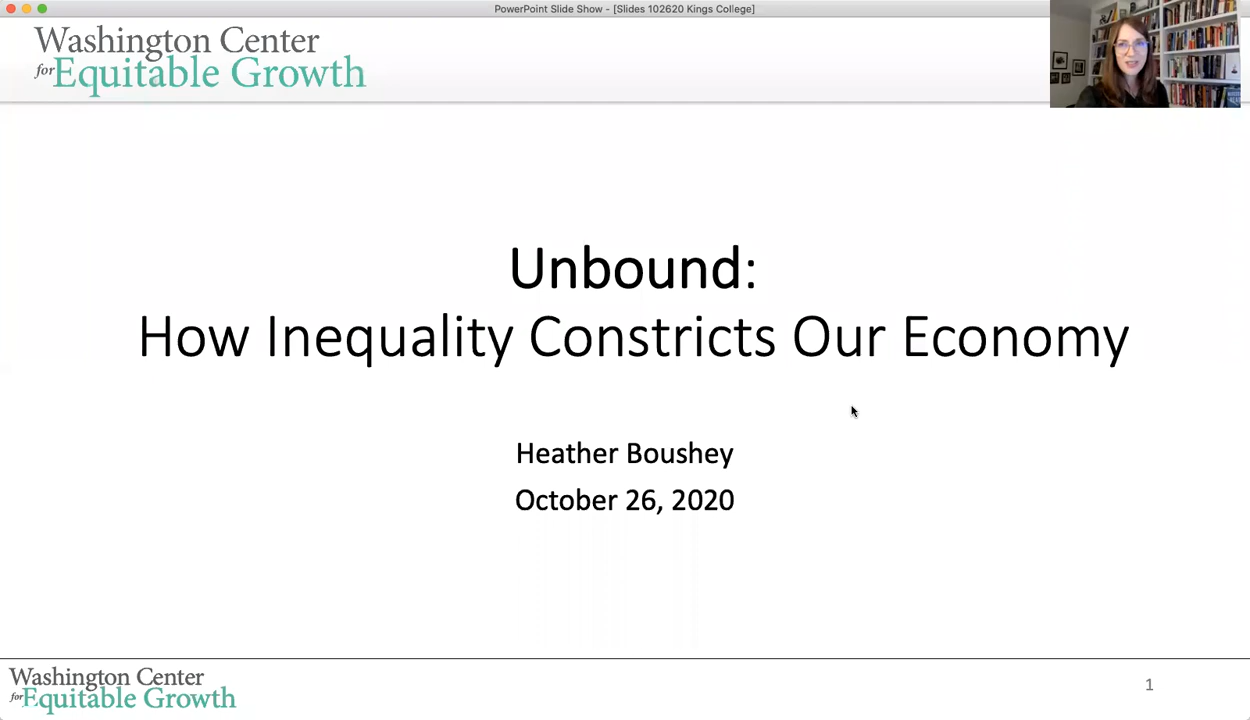 PowerPoint Slide Show - [Slides 102620 Kings College]
Washington Center
for Equitable Growth
Unbound:
How Inequality Constricts Our Economy
Heather Boushey
October 26, 2020
Washington Center
for Equitable Growth
1